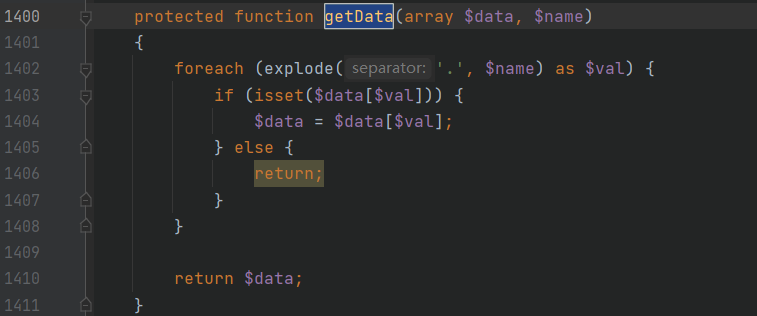 1400 protected function getData(array $data, $name)
1401 {
1402 foreach (explode( separator: '.', $name) as $val) {
1403 if (isset($data[$val])) {
1404 $data = $data[$val];
1405 } else {
1406 return;
1407 }
1408 }
1409
1410 return $data;
1411 }